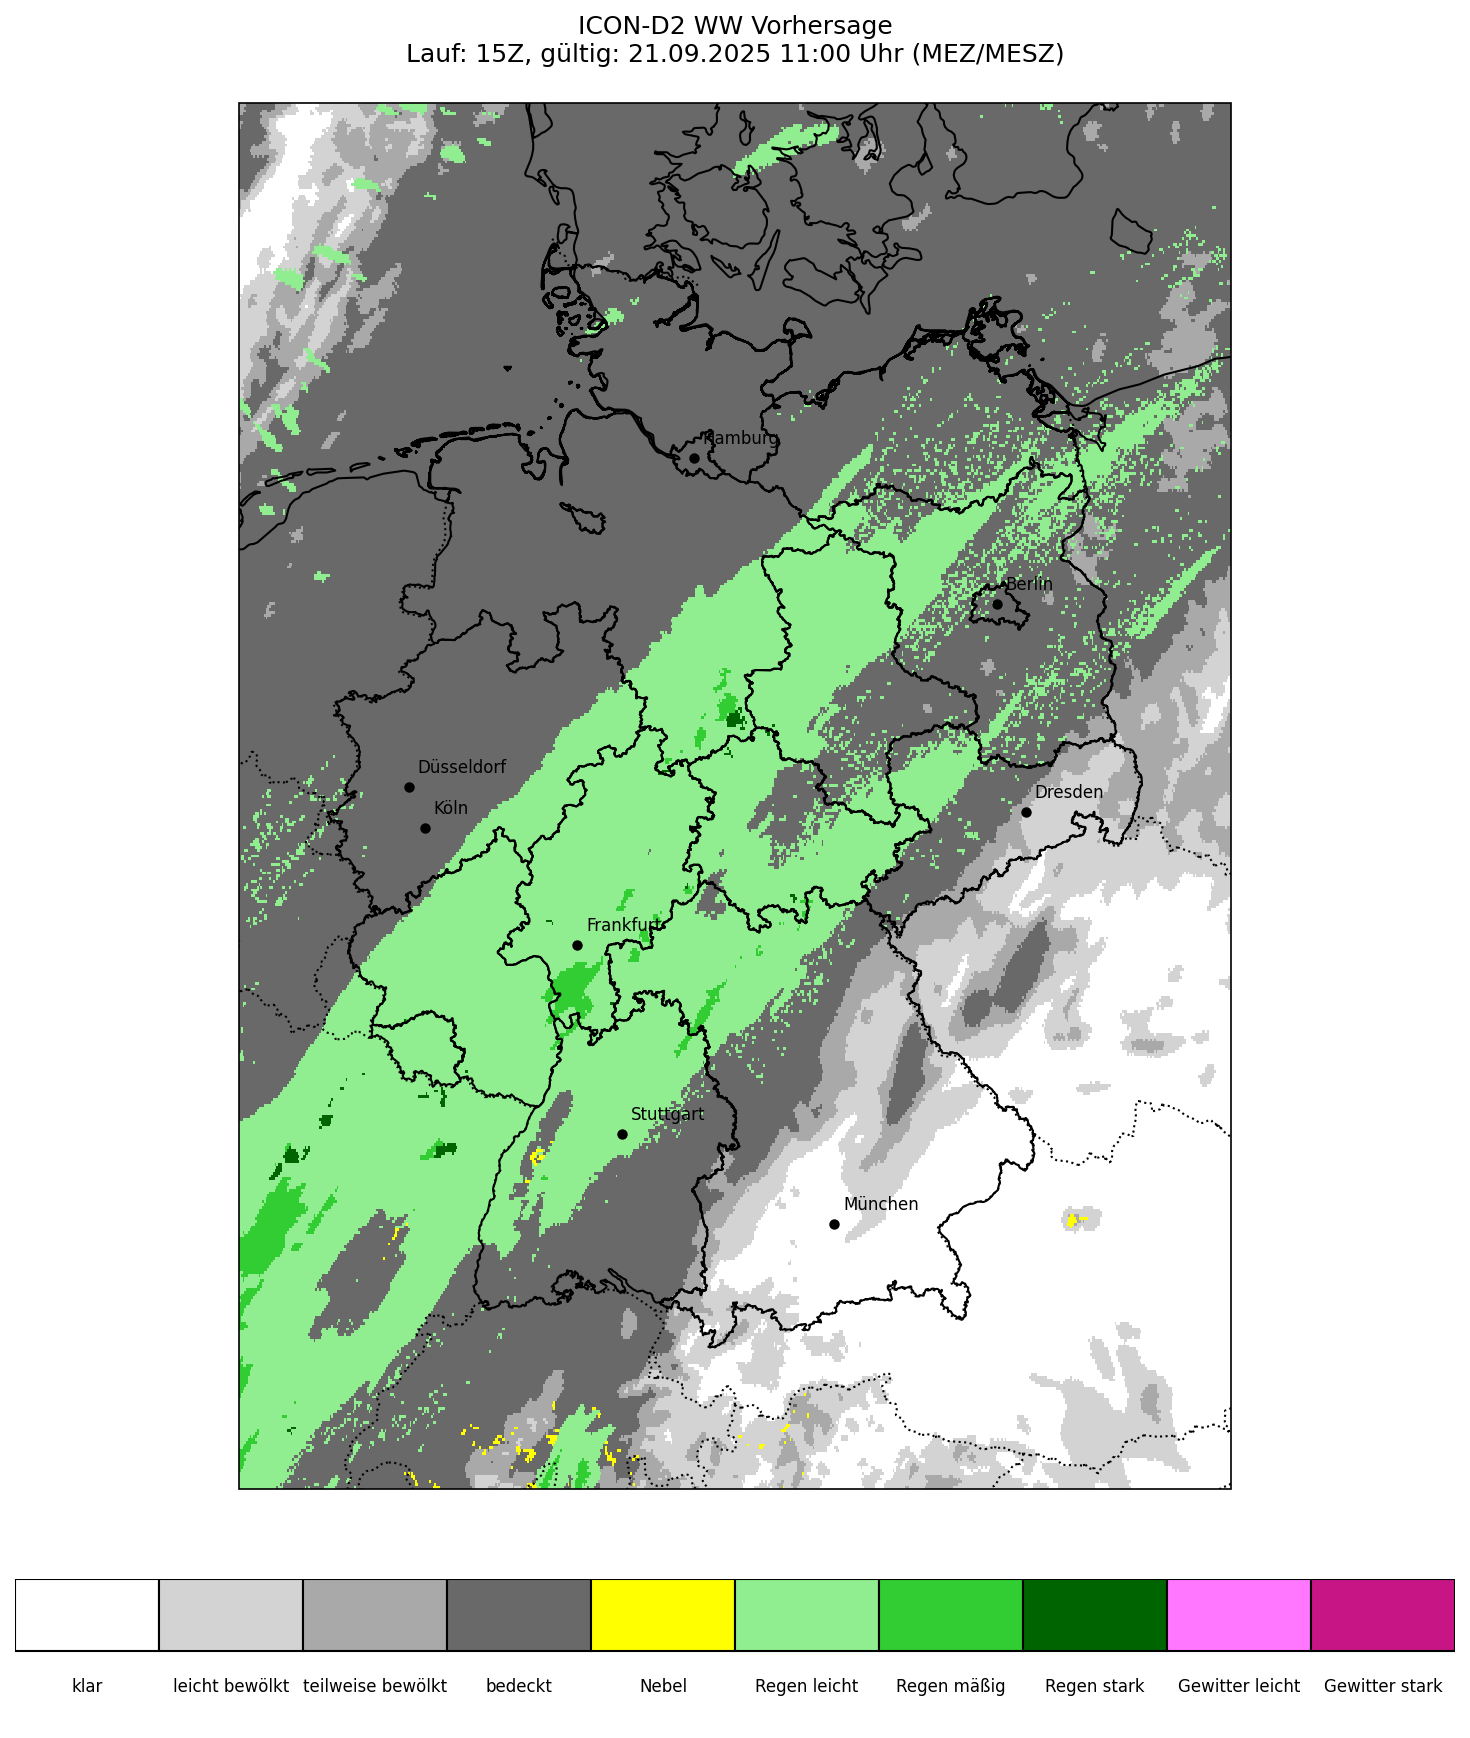 ICON-D2 WW Vorhersage
Lauf: 15Z, gültig: 21.09.2025 11:00 Uhr (MEZ/MESZ)
Hamburg
Berlin
Düsseldorf
Köln
Dresden
Frankfurt
Stuttgart
München
klar
leicht bewölkt
teilweise bewölkt
bedeckt
Nebel
Regen leicht
Regen mäßig
Regen stark
Gewitter leicht
Gewitter stark